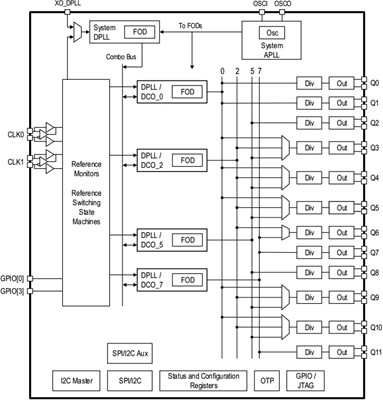 XO_DPLL
OSCI OSCO
System DPLL
FOD
To FODs
Osc
System APLL
Combo Bus
0 2 5 7
DPLL / DCO_0
FOD
DPLL / DCO_2
FOD
DPLL / DCO_5
FOD
DPLL / DCO_7
FOD
CLK0
CLK1
Reference Monitors
Reference Switching State Machines
GPIO[0]
GPIO[3]
Div Out Q0
Out Q1
Div Out Q2
Div Out Q3
Div Out Q4
Div Out Q5
Div Out Q6
Out Q7
Div Out Q8
Div Out Q9
Div Out Q10
Div Out Q11
SPI/I2C Aux
I2C Master
SPI/I2C
Status and Configuration Registers
OTP
GPIO / JTAG